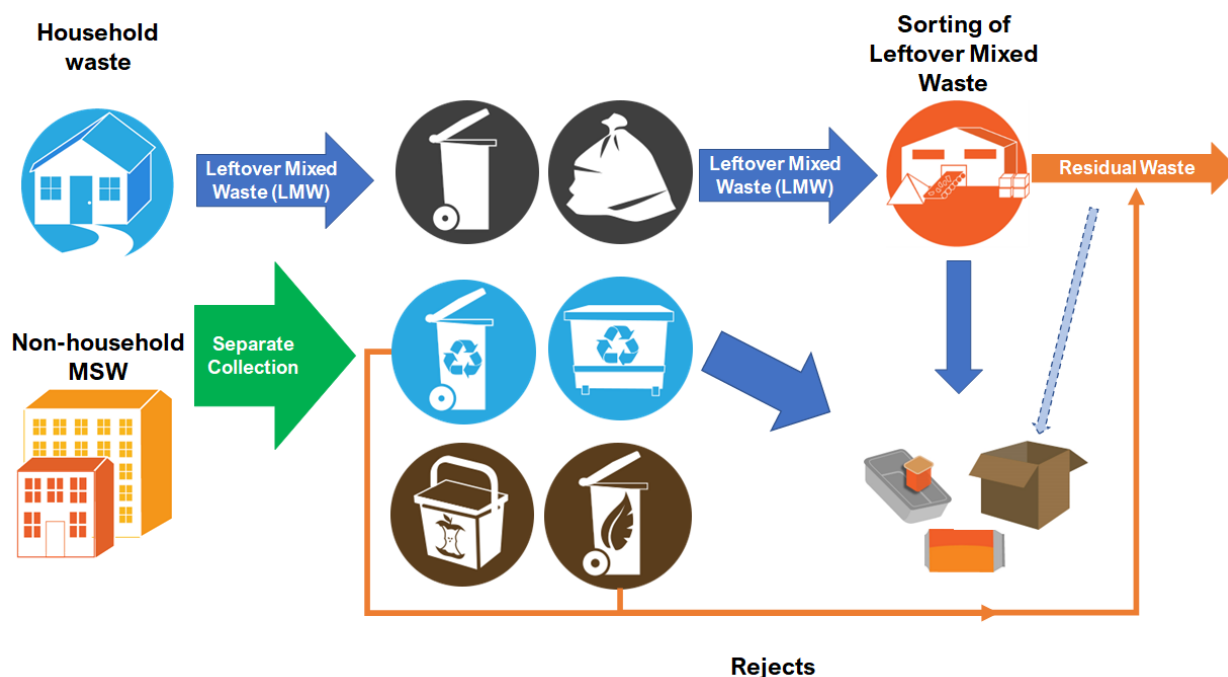 Household
waste
Sorting of
Leftover Mixed
Waste
Leftover Mixed
Waste (LMW)
Leftover Mixed
Waste (LMW)
Residual Waste
Non-household
MSW
Separate
Collection
Rejects